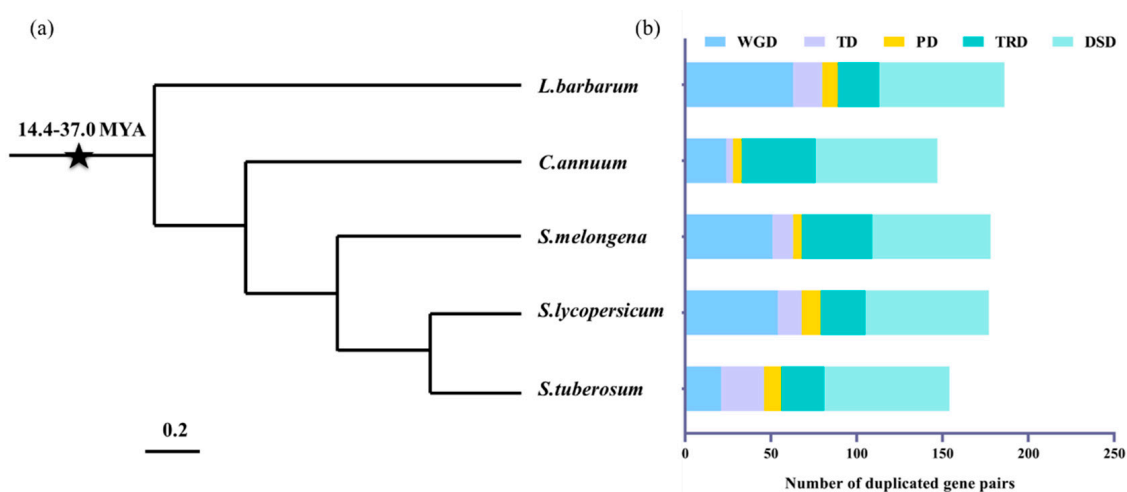 (a)
14.4-37.0 MYA
L.barbarum
C.annuum
S.melongena
S.lycopersicum
S.tuberosum
0.2
(b)
WGD TD PD TRD DSD
0 50 100 150 200 250
Number of duplicated gene pairs